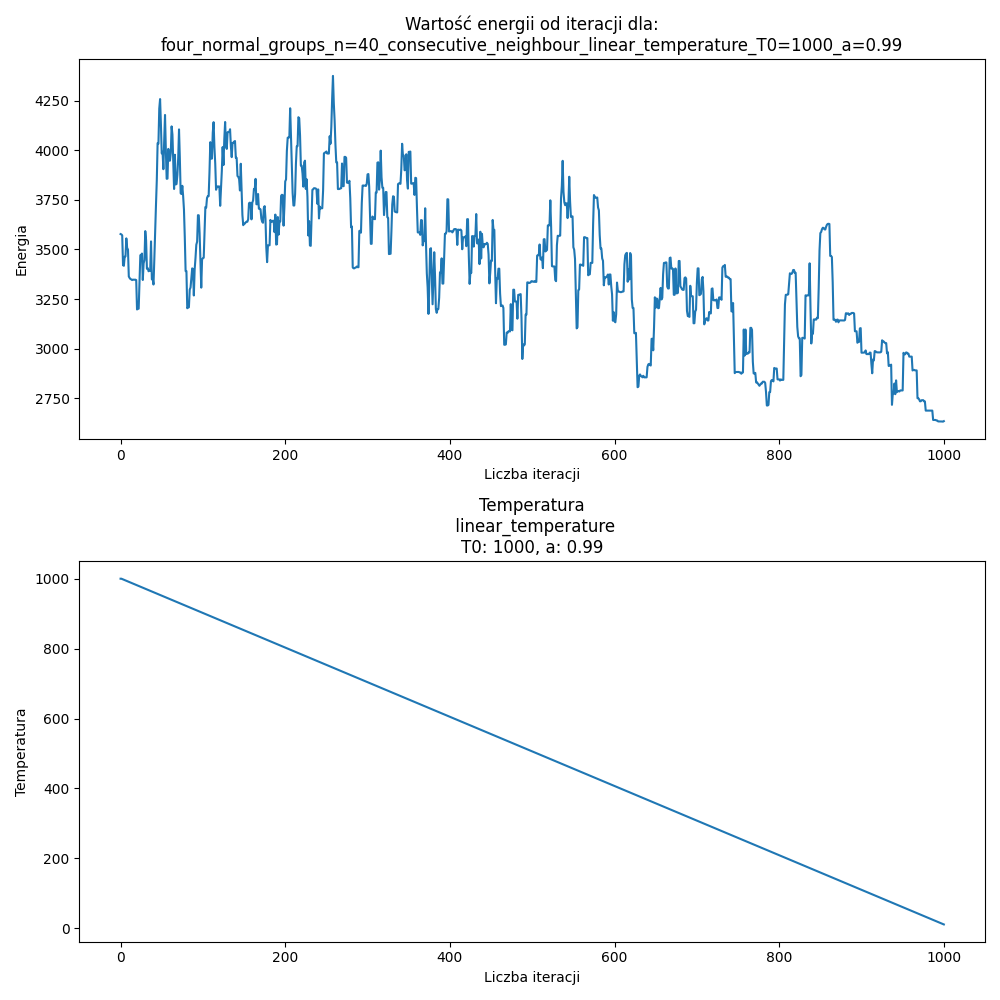 Wartość energii od iteracji dla:
four_normal_groups_n=40_consecutive_neighbour_linear_temperature_T0=1000_a=0.99
4250
4000
3750
3500
3250
3000
2750
Energia
0 200 400 600 800 1000
Liczba iteracji
Temperatura
linear_temperature
T0: 1000, a: 0.99
1000
800
600
400
200
0
Temperatura
0 200 400 600 800 1000
Liczba iteracji